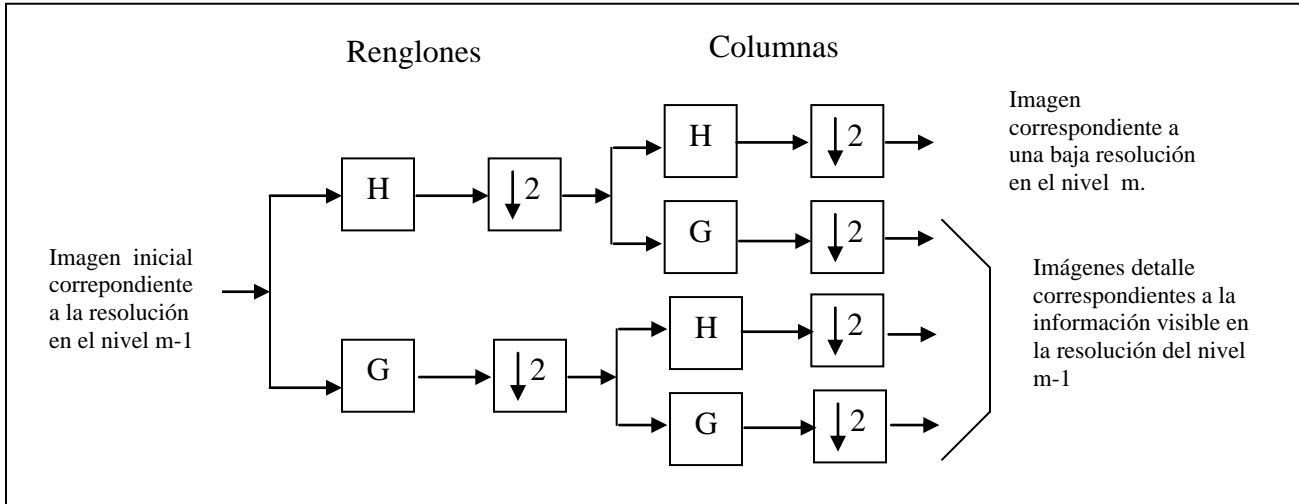 Renglones
Columnas
Imagen inicial
correpondiente
a la resolución
en el nivel m-1
H
↓2
H
↓2
G
↓2
G
↓2
H
↓2
G
↓2
Imagen
correspondiente a
una baja resolución
en el nivel m.
Imágenes detalle
correspondientes a la
información visible en
la resolución del nivel
m-1